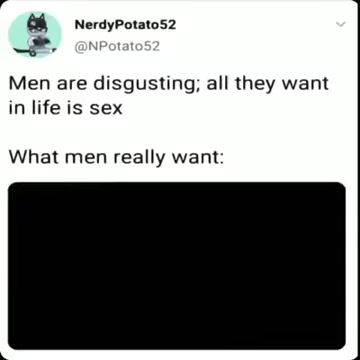 NerdyPotato52
@NPotato52
Men are disgusting; all they want
in life is sex
What men really want: